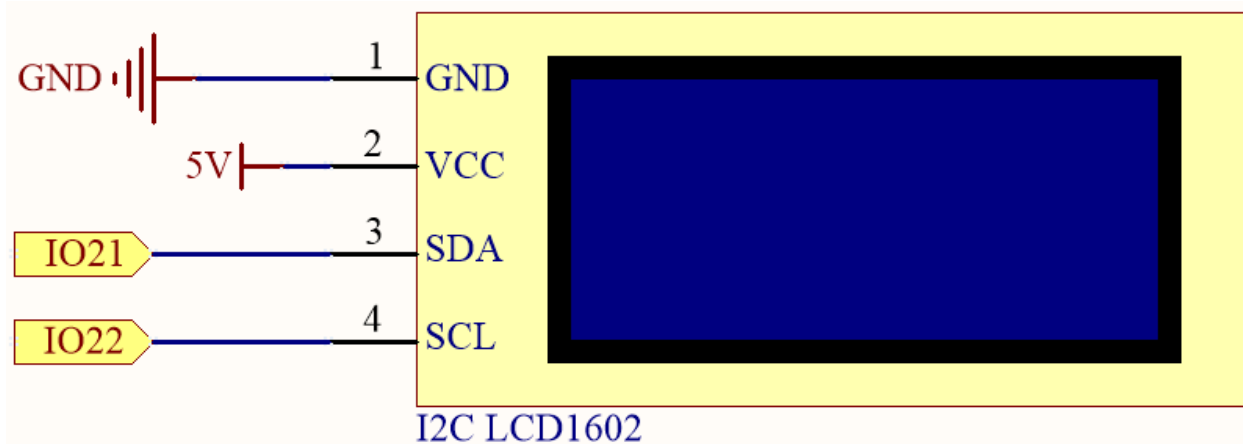 GND 1 GND
5V 2 VCC
IO21 3 SDA
IO22 4 SCL
I2C LCD1602